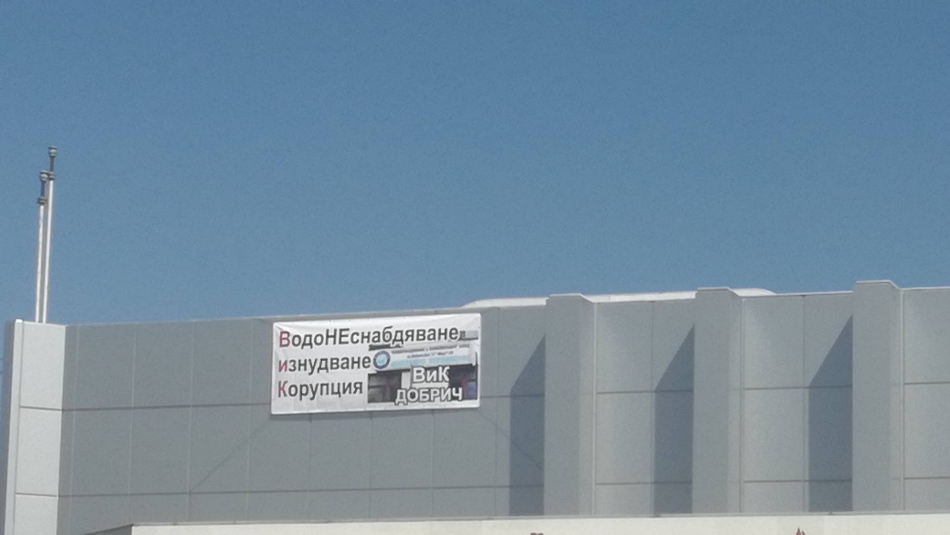 ВодоНЕснабдяване
изнудване
Корупция
ВиК
ДОБРИЧ